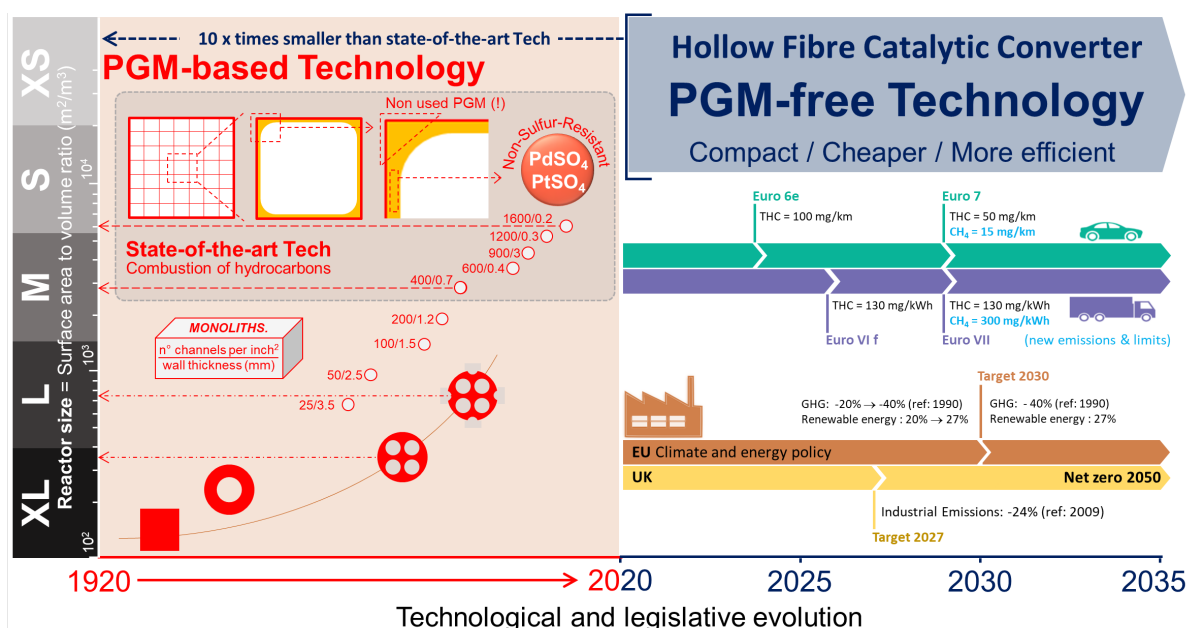 10 x times smaller than state-of-the-art Tech
PGM-based Technology
Hollow Fibre Catalytic Converter
PGM-free Technology
Compact / Cheaper / More efficient
XS
S
M
L
XL
Reactor size = Surface area to volume ratio (m²/m³)
10⁴
10³
10²
Non used PGM (!)
Non-Sulfur-Resistant
PdSO₄
PtSO₄
State-of-the-art Tech
Combustion of hydrocarbons
1600/0.2
1200/0.3
900/3
600/0.4
400/0.7
200/1.2
100/1.5
50/2.5
25/3.5
MONOLITHS.
n° channels per inch²
wall thickness (mm)
Euro 6e
THC = 100 mg/km
Euro 7
THC = 50 mg/km
CH₄ = 15 mg/km
THC = 130 mg/kWh
Euro VI f
THC = 130 mg/kWh
CH₄ = 300 mg/kWh
Euro VII
(new emissions & limits)
Target 2030
GHG: -20% → -40% (ref: 1990)
Renewable energy : 20% → 27%
GHG: - 40% (ref: 1990)
Renewable energy : 27%
EU Climate and energy policy
UK
Net zero 2050
Industrial Emissions: -24% (ref: 2009)
Target 2027
1920
2020
2025
2030
2035
Technological and legislative evolution